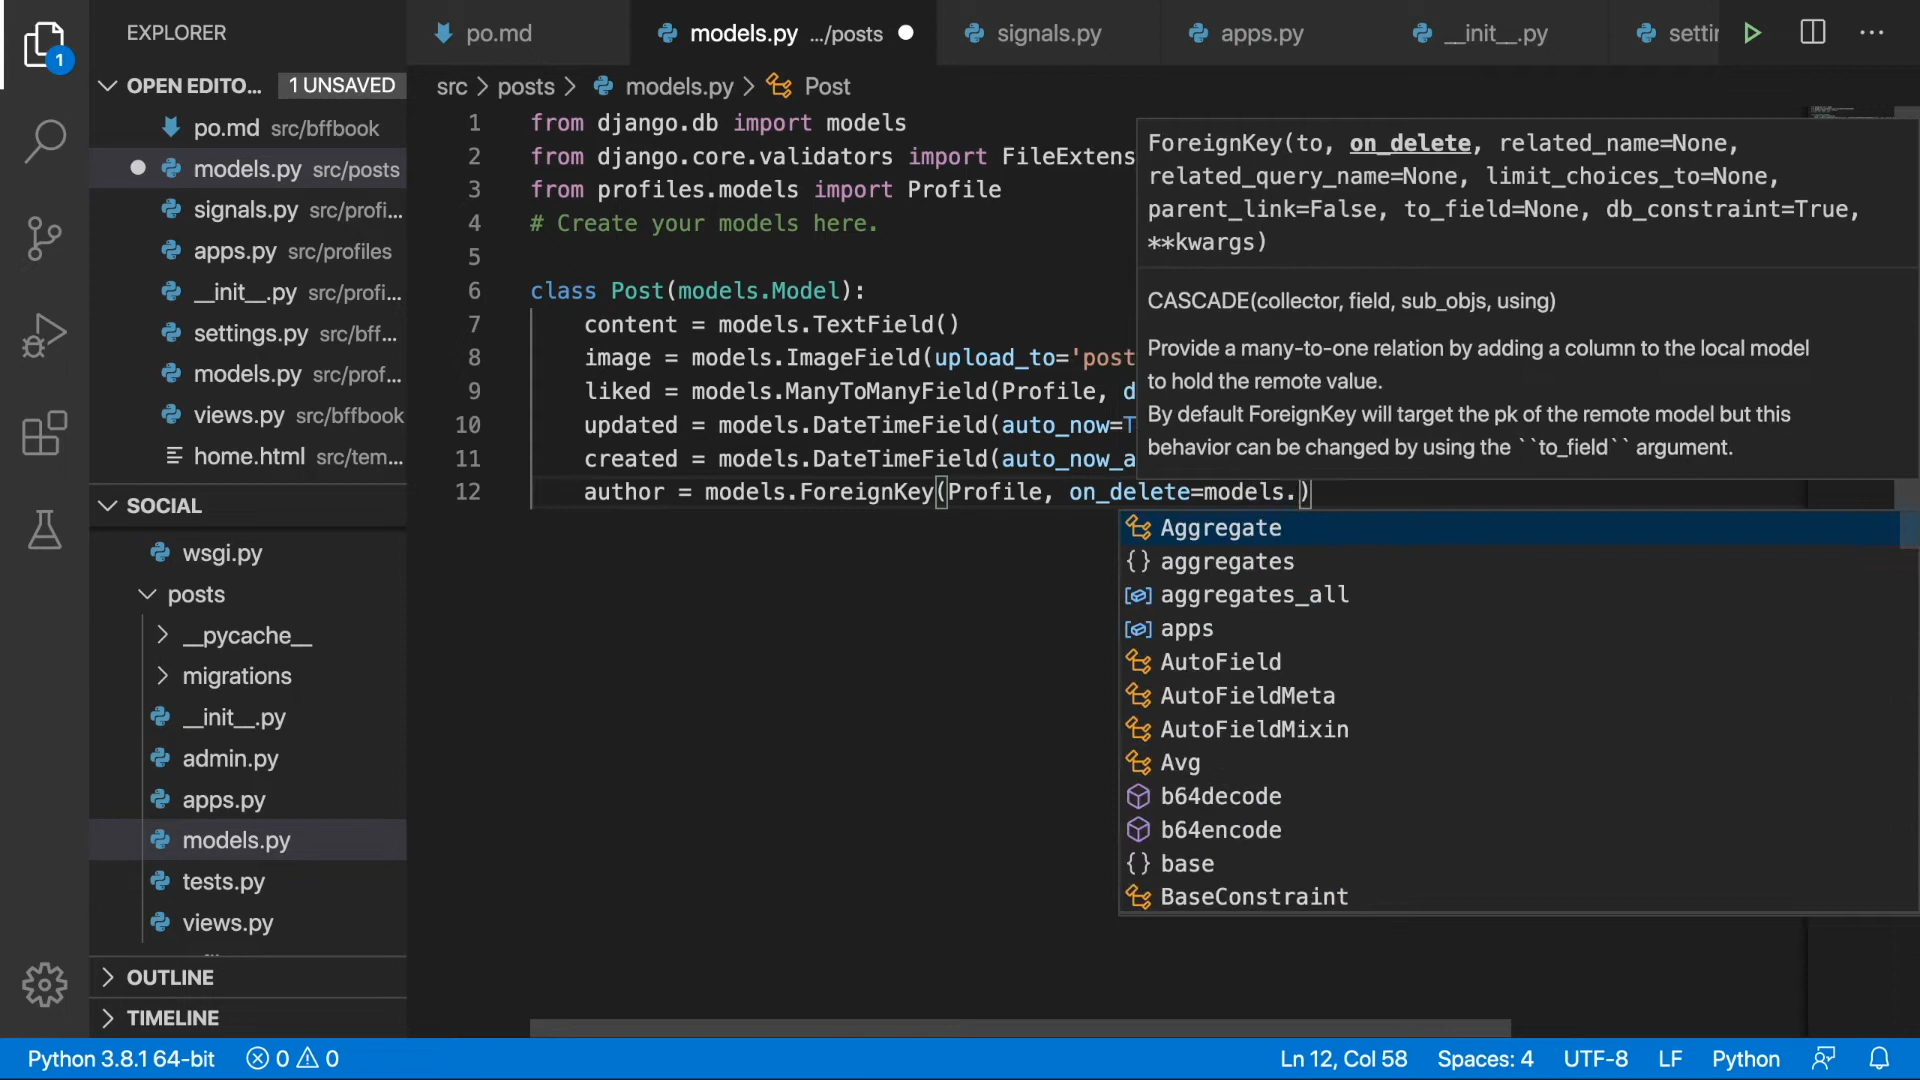 EXPLORER
OPEN EDITO... 1 UNSAVED
po.md src/bffbook
models.py src/posts
signals.py src/profi...
apps.py src/profiles
__init__.py src/profi...
settings.py src/bff...
models.py src/prof...
views.py src/bffbook
home.html src/tem...
SOCIAL
wsgi.py
posts
__pycache__
migrations
__init__.py
admin.py
apps.py
models.py
tests.py
views.py
OUTLINE
TIMELINE
1
po.md
models.py .../posts
signals.py
apps.py
__init__.py
settin
src > posts > models.py > Post
1 from django.db import models
2 from django.core.validators import FileExtens
3 from profiles.models import Profile
4 # Create your models here.
5
6 class Post(models.Model):
7 content = models.TextField()
8 image = models.ImageField(upload_to='post
9 liked = models.ManyToManyField(Profile, d
10 updated = models.DateTimeField(auto_now=T
11 created = models.DateTimeField(auto_now_a
12 author = models.ForeignKey(Profile, on_delete=models.)
ForeignKey(to, on_delete, related_name=None,
related_query_name=None, limit_choices_to=None,
parent_link=False, to_field=None, db_constraint=True,
**kwargs)
CASCADE(collector, field, sub_objs, using)
Provide a many-to-one relation by adding a column to the local model
to hold the remote value.
By default ForeignKey will target the pk of the remote model but this
behavior can be changed by using the ``to_field`` argument.
Aggregate
aggregates
aggregates_all
apps
AutoField
AutoFieldMeta
AutoFieldMixin
Avg
b64decode
b64encode
base
BaseConstraint
Python 3.8.1 64-bit 0 0 Ln 12, Col 58 Spaces: 4 UTF-8 LF Python